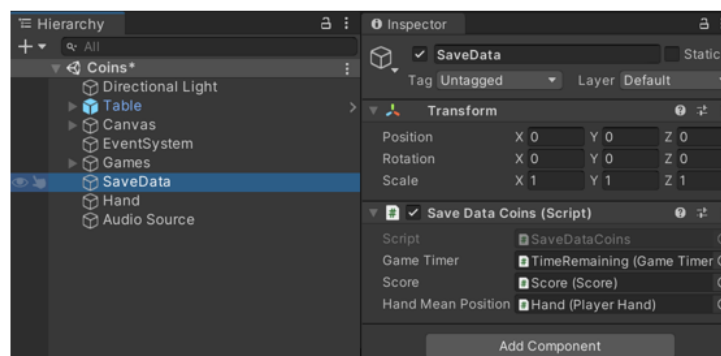 Hierarchy
All
Coins*
Directional Light
Table
Canvas
EventSystem
Games
SaveData
Hand
Audio Source
Inspector
SaveData Static
Tag Untagged Layer Default
Transform
Position X 0 Y 0 Z 0
Rotation X 0 Y 0 Z 0
Scale X 1 Y 1 Z 1
# Save Data Coins (Script)
Script SaveDataCoins
Game Timer TimeRemaining (Game Timer
Score Score (Score)
Hand Mean Position Hand (Player Hand)
Add Component